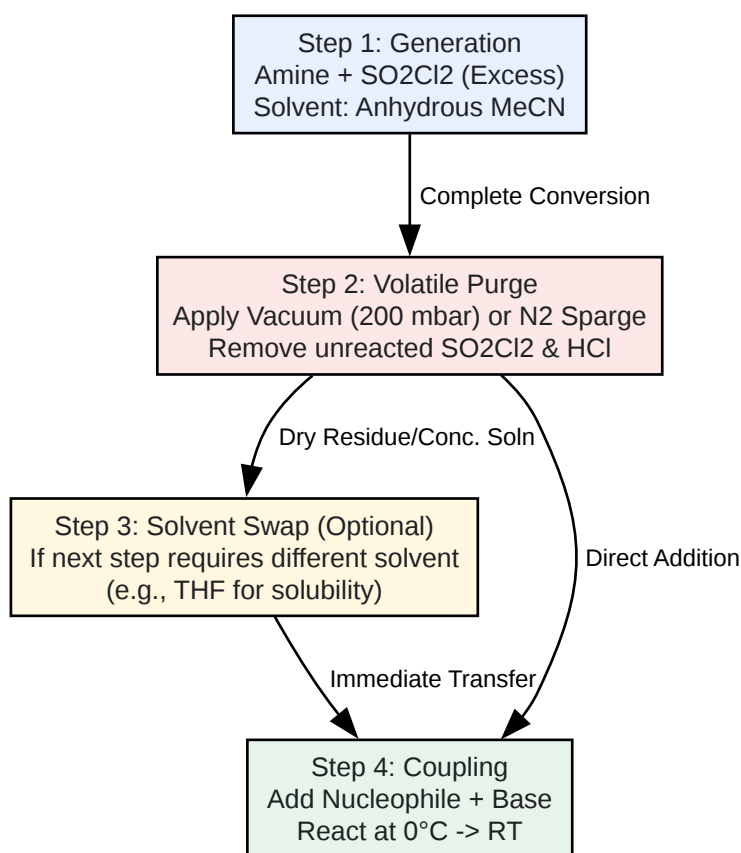 Step 1: Generation
Amine + SO2Cl2 (Excess)
Solvent: Anhydrous MeCN
Complete Conversion
Step 2: Volatile Purge
Apply Vacuum (200 mbar) or N2 Sparge
Remove unreacted SO2Cl2 & HCl
Dry Residue/Conc. Soln
Step 3: Solvent Swap (Optional)
If next step requires different solvent
(e.g., THF for solubility)
Direct Addition
Immediate Transfer
Step 4: Coupling
Add Nucleophile + Base
React at 0°C -> RT